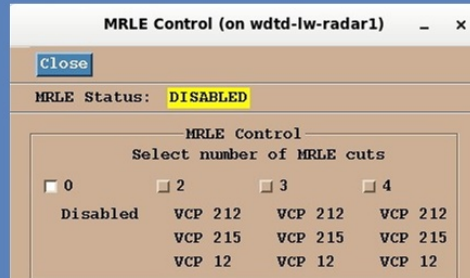 MRLE Control (on wdtd-lw-radar1) _ ×
Close
MRLE Status: DISABLED
MRLE Control
Select number of MRLE cuts
0 2 3 4
Disabled VCP 212 VCP 212 VCP 212
VCP 215 VCP 215 VCP 215
VCP 12 VCP 12 VCP 12